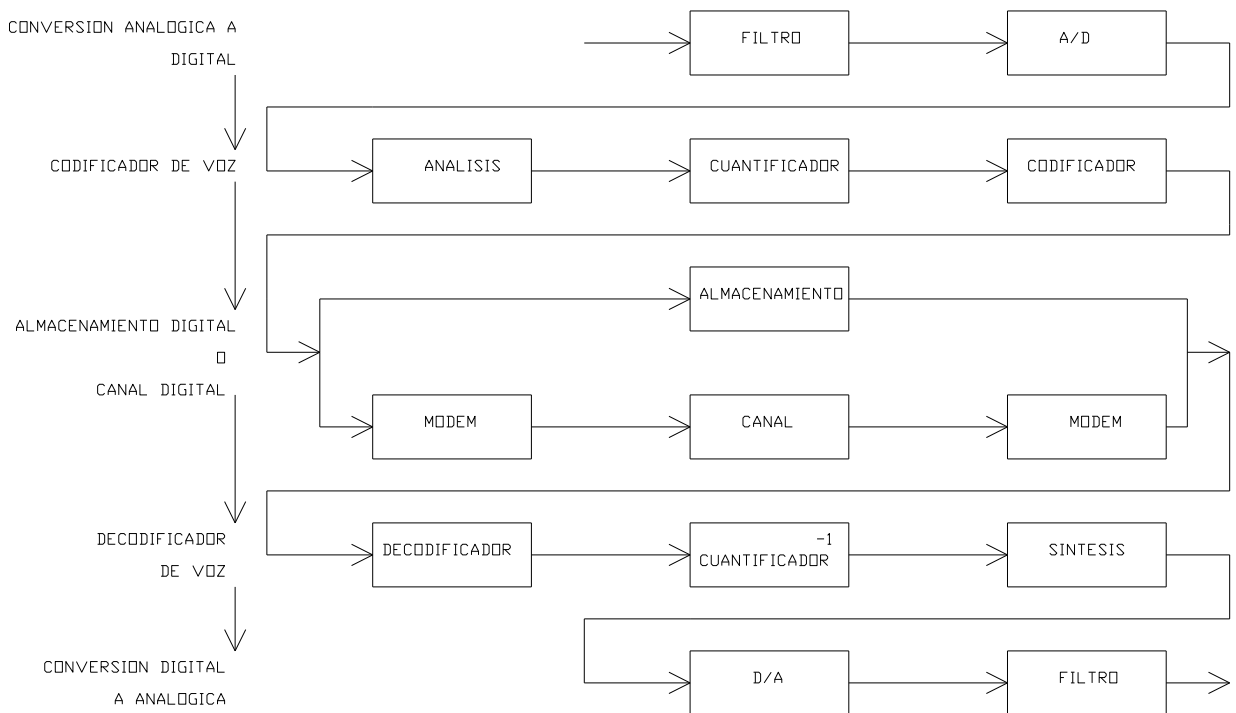 CONVERSION ANALOGICA A
DIGITAL
FILTRO
A/D
CODIFICADOR DE VOZ
ANALISIS
CUANTIFICADOR
CODIFICADOR
ALMACENAMIENTO
ALMACENAMIENTO DIGITAL
O
CANAL DIGITAL
MODEM
CANAL
MODEM
DECODIFICADOR
DE VOZ
DECODIFICADOR
-1
CUANTIFICADOR
SINTESIS
CONVERSION DIGITAL
A ANALOGICA
D/A
FILTRO